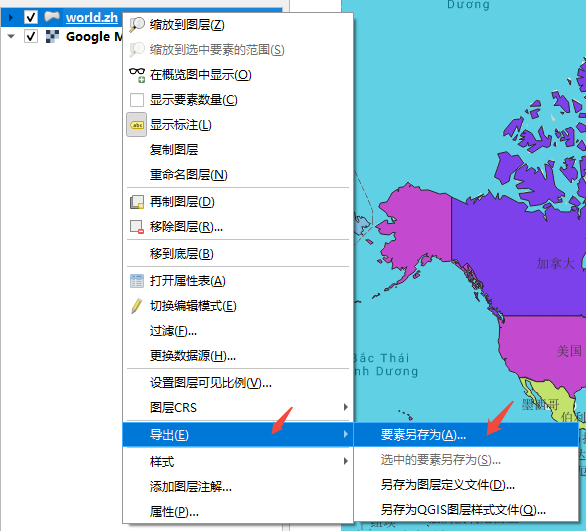 world.zh
Google M
Dương
缩放到图层(Z)
缩放到选中要素的范围(S)
在概览图中显示(O)
显示要素数量(C)
abc
显示标注(L)
复制图层
重命名图层(N)
再制图层(D)
移除图层(R)...
移到底层(B)
打开属性表(A)
切换编辑模式(E)
过滤(F)...
更换数据源(H)...
设置图层可见比例(V)...
图层CRS
导出(E)
样式
添加图层注解...
属性(P)...
要素另存为(A)...
选中的要素另存为(S)...
另存为图层定义文件(D)...
另存为QGIS图层样式文件(Q)...
加拿大
美国
Bắc Thái
nh Dương
墨西哥
伯利